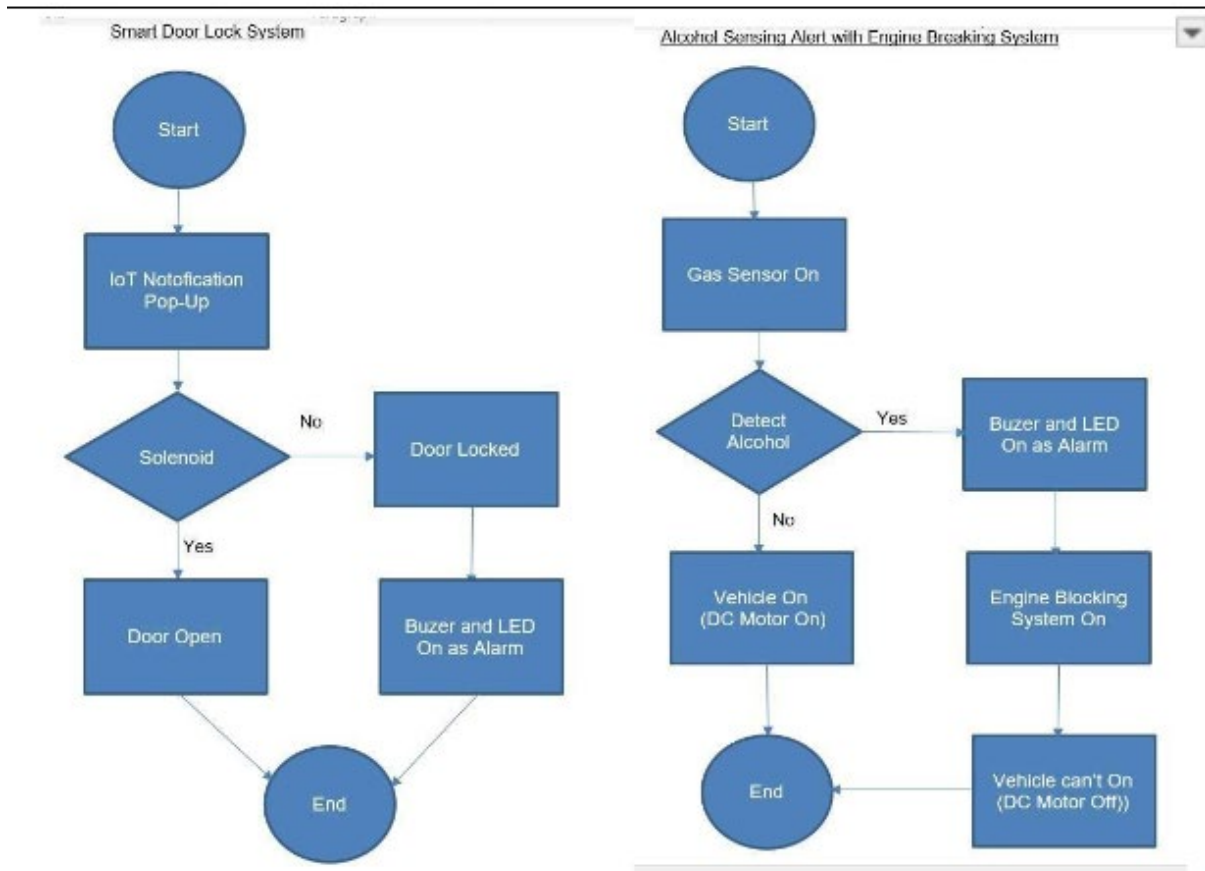 Smart Door Lock System
Start
IoT Notofication
Pop-Up
Solenoid
No
Door Locked
Yes
Door Open
Buzer and LED
On as Alarm
End
Alcohol Sensing Alert with Engine Breaking System
Start
Gas Sensor On
Detect
Alcohol
Yes
Buzer and LED
On as Alarm
No
Vehicle On
(DC Motor On)
Engine Blocking
System On
End
Vehicle can't On
(DC Motor Off))